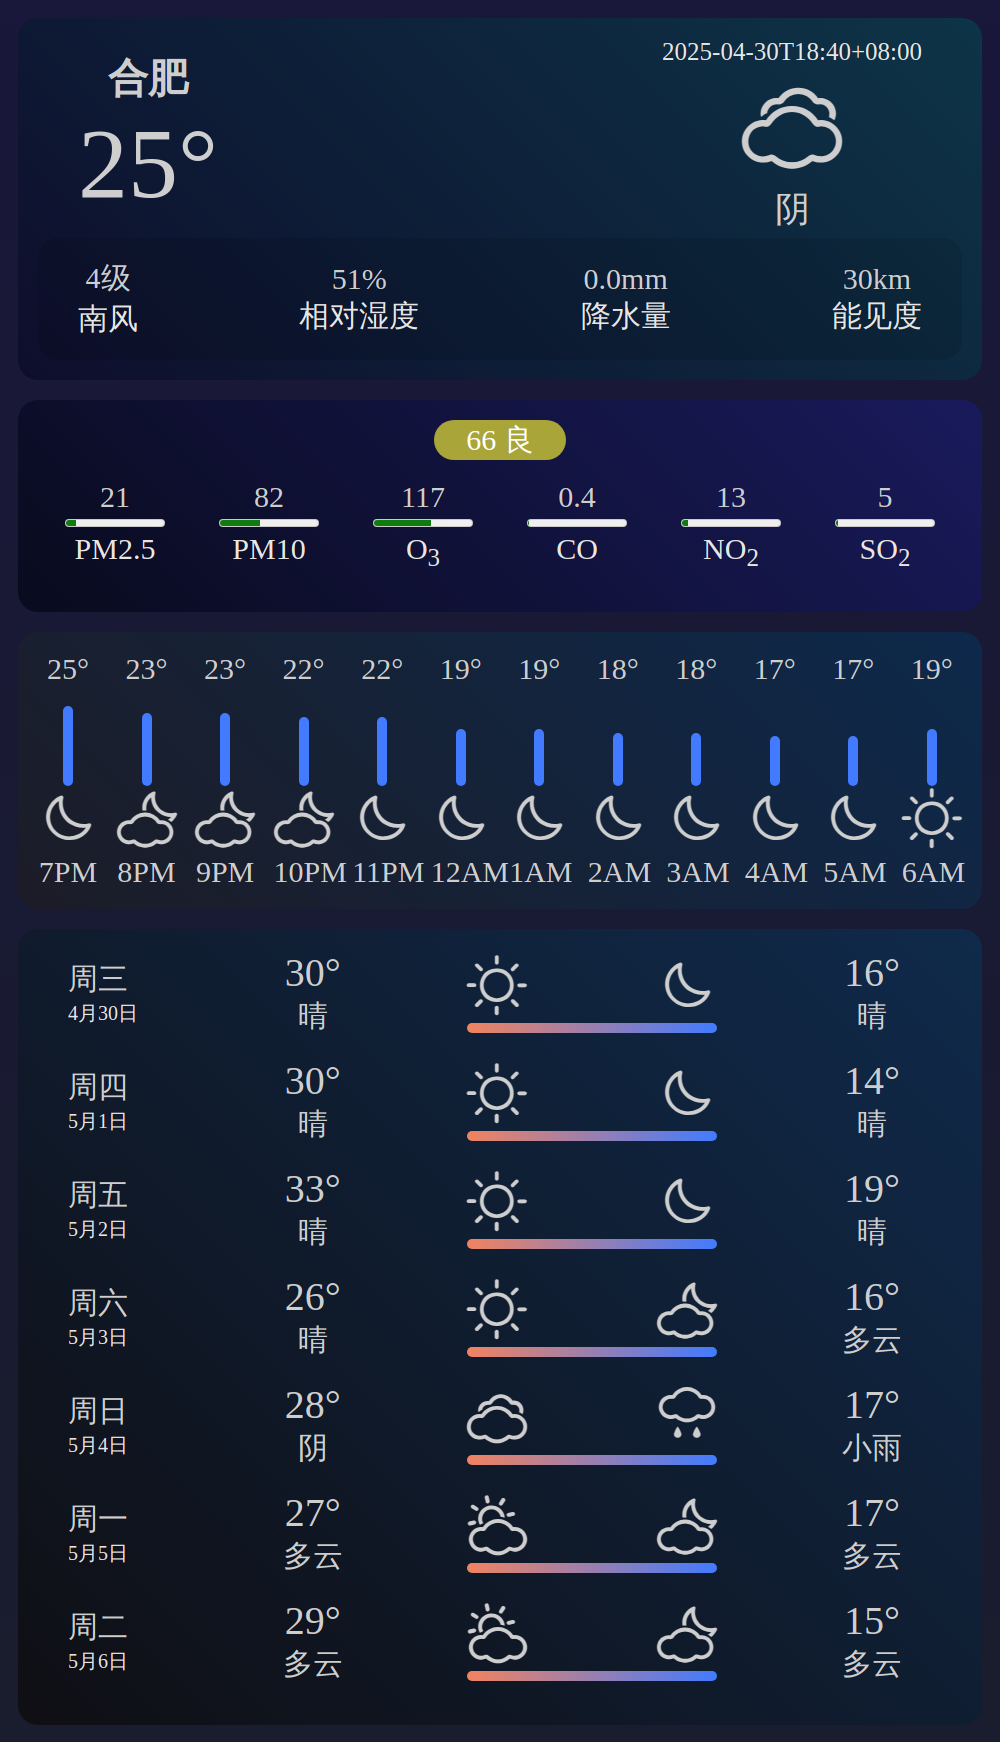 合肥
25°
2025-04-30T18:40+08:00
阴
4级 51% 0.0mm 30km
南风 相对湿度 降水量 能见度
66 良
21 82 117 0.4 13 5
PM2.5 PM10 O3 CO NO2 SO2
25° 23° 23° 22° 22° 19° 19° 18° 18° 17° 17° 19°
7PM 8PM 9PM 10PM 11PM 12AM 1AM 2AM 3AM 4AM 5AM 6AM
周三 30° 16°
4月30日 晴 晴
周四 30° 14°
5月1日 晴 晴
周五 33° 19°
5月2日 晴 晴
周六 26° 16°
5月3日 晴 多云
周日 28° 17°
5月4日 阴 小雨
周一 27° 17°
5月5日 多云 多云
周二 29° 15°
5月6日 多云 多云